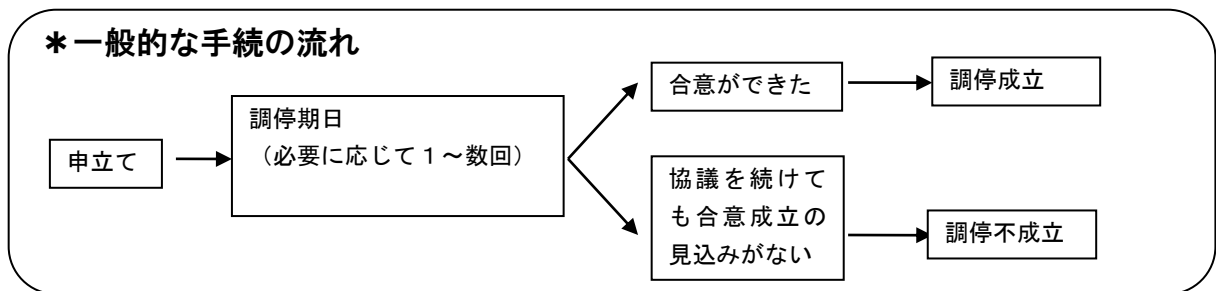 ＊一般的な手続の流れ
申立て
調停期日
（必要に応じて１～数回）
合意ができた
調停成立
協議を続けて
も合意成立の
見込みがない
調停不成立